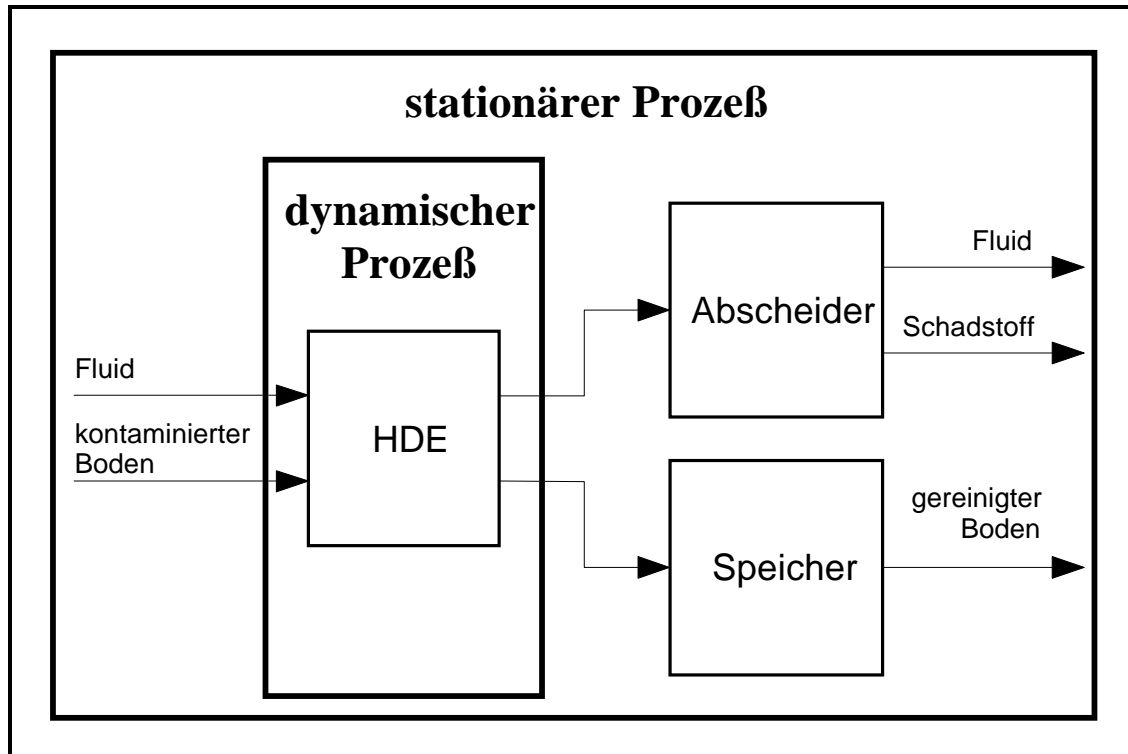 stationärer Prozeß
dynamischer
Prozeß
Fluid
kontaminierter
Boden
HDE
Abscheider
Fluid
Schadstoff
Speicher
gereinigter
Boden